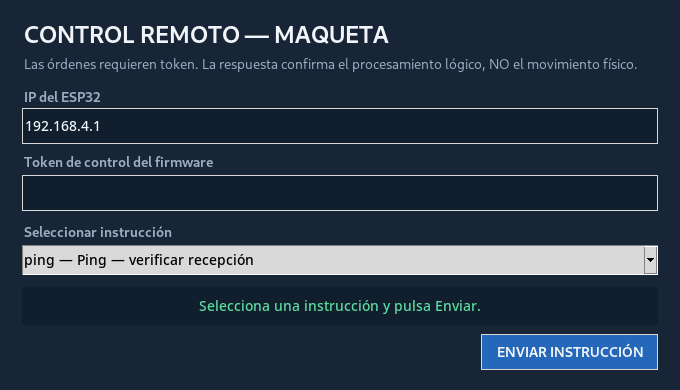 CONTROL REMOTO — MAQUETA
Las órdenes requieren token. La respuesta confirma el procesamiento lógico, NO el movimiento físico.
IP del ESP32
192.168.4.1
Token de control del firmware
Seleccionar instrucción
ping — Ping — verificar recepción
Selecciona una instrucción y pulsa Enviar.
ENVIAR INSTRUCCIÓN